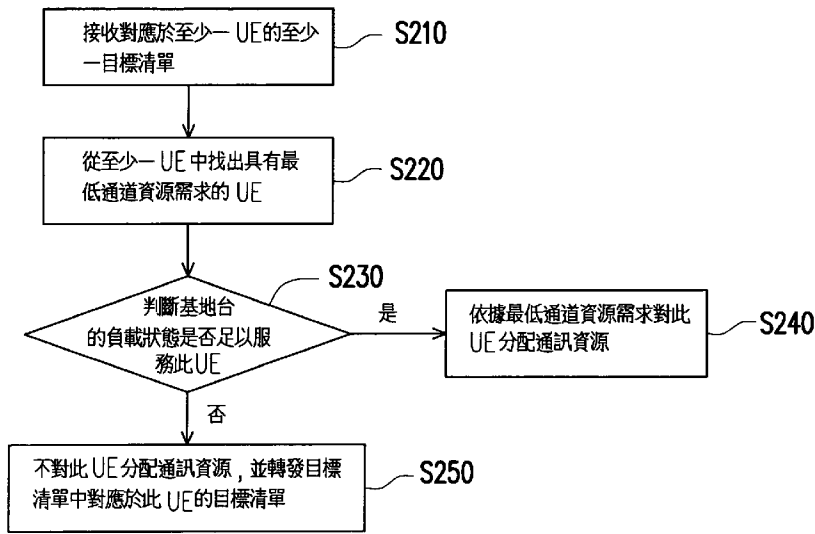 接收對應於至少一UE的至少
一目標清單
S210
從至少一UE中找出具有最
低通道資源需求的UE
S220
S230
判斷基地台
的負載狀態是否足以服
務此UE
是
依據最低通道資源需求對此
UE分配通訊資源
S240
否
不對此UE分配通訊資源,並轉發目標
清單中對應於此UE的目標清單
S250